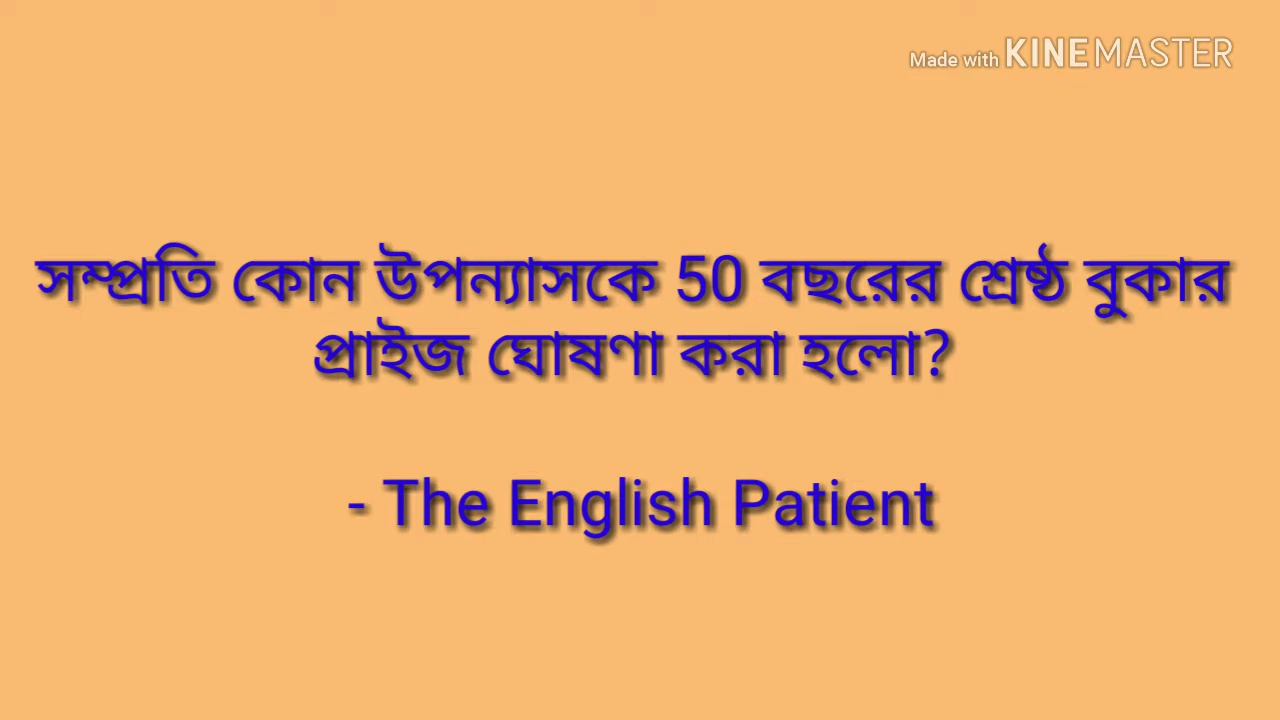 Made with KINEMASTER
সম্প্রতি কোন উপন্যাসকে 50 বছরের শ্রেষ্ঠ বুকার
প্রাইজ ঘোষণা করা হলো?
- The English Patient